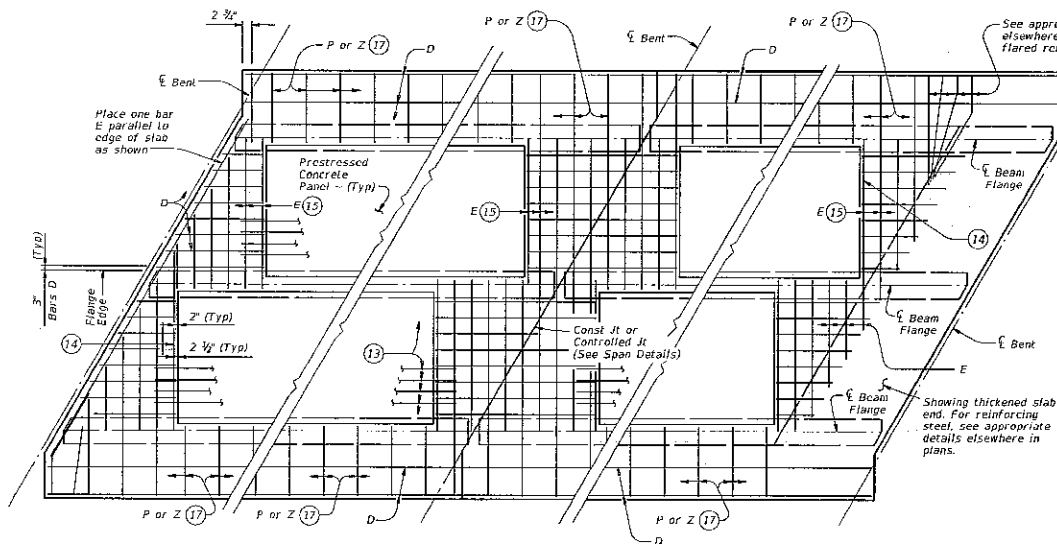 2 ¾"
P or Z 17
D
℄ Bent
P or Z 17
℄ Bent
D
P or Z 17
See appro
elsewhere
flared rei
Place one bar
E parallel to
edge of slab
as shown
Prestressed
Concrete
Panel ~ (Typ)
℄ Beam
Flange
D
E 15
E 15
E 15
14
(Typ)
3"
Bars D
Flange
Edge
2" (Typ)
14
2 ½" (Typ)
13
Const Jt or
Controlled Jt
(See Span Details)
℄ Beam
Flange
℄ Bent
E
℄ Beam
Flange
Showing thickened slab
end. For reinforcing
steel, see appropriate
details elsewhere in
plans.
P or Z 17
P or Z 17
D
P or Z 17
D